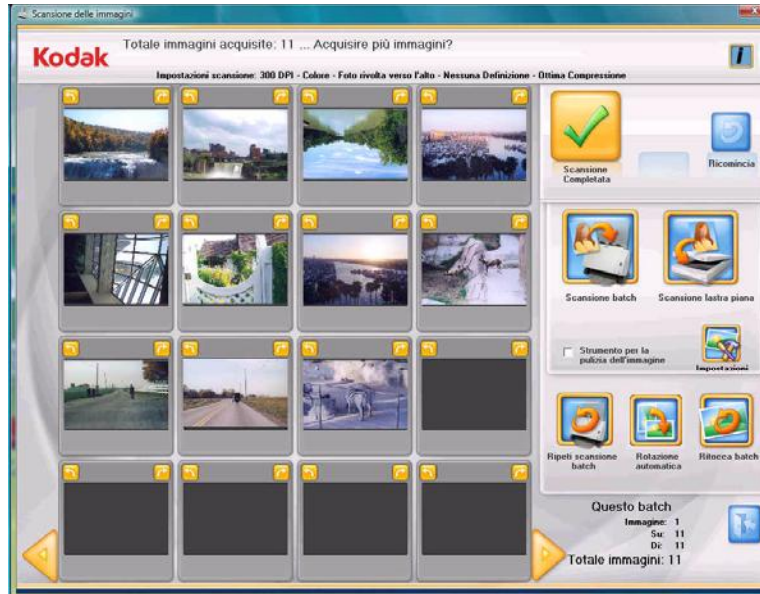 Scansione delle immagini
Kodak
Totale immagini acquisite: 11 ... Acquisire più immagini?
Impostazioni scansione: 300 DPI - Colore - Foto rivolta verso l'alto - Nessuna Definizione - Ottima Compressione
i
Scansione
Completata
Ricomincia
Scansione batch
Scansione lastra piana
Strumento per la
pulizia dell'immagine
Impostazioni
Ripeti scansione
batch
Rotazione
automatica
Ritocca batch
Questo batch
Immagine: 1
Su: 11
Di: 11
Totale immagini: 11